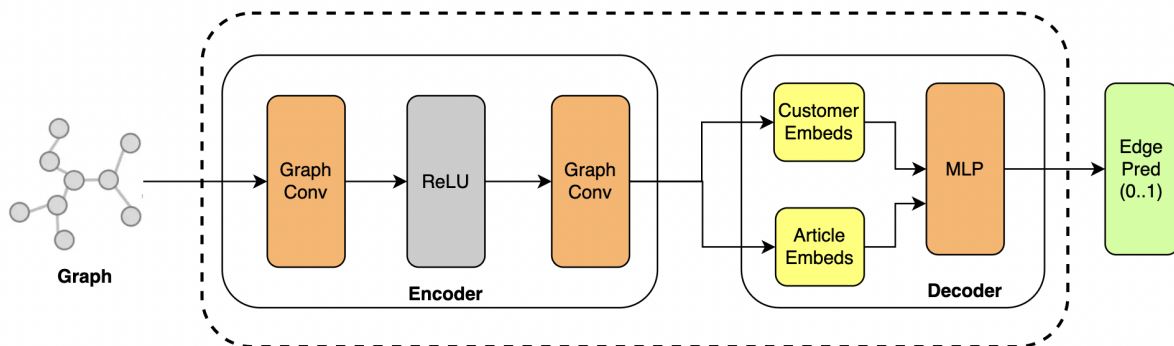 Graph
Graph
Conv
ReLU
Graph
Conv
Encoder
Customer
Embeds
Article
Embeds
MLP
Decoder
Edge
Pred
(0..1)